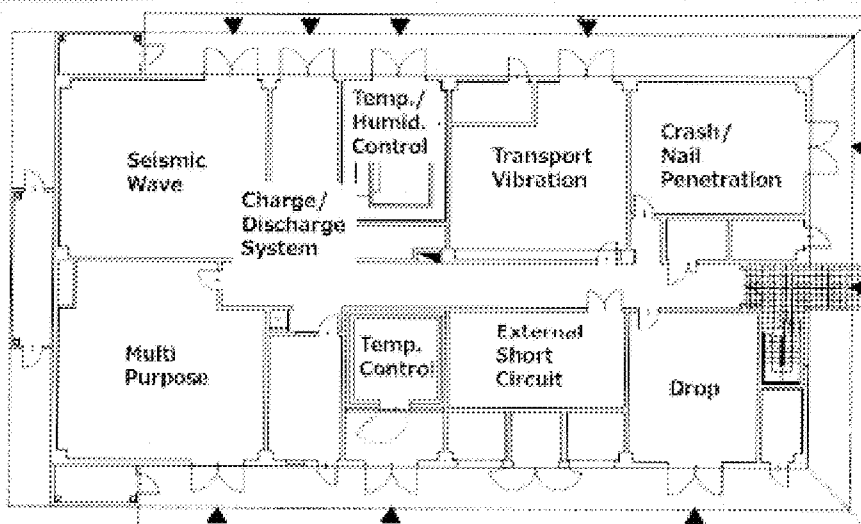 Seismic
Wave
Charge/
Discharge
System
Temp./
Humid.
Control
Transport
Vibration
Crash/
Nail
Penetration
Multi
Purpose
Temp.
Control
External
Short
Circuit
Drop